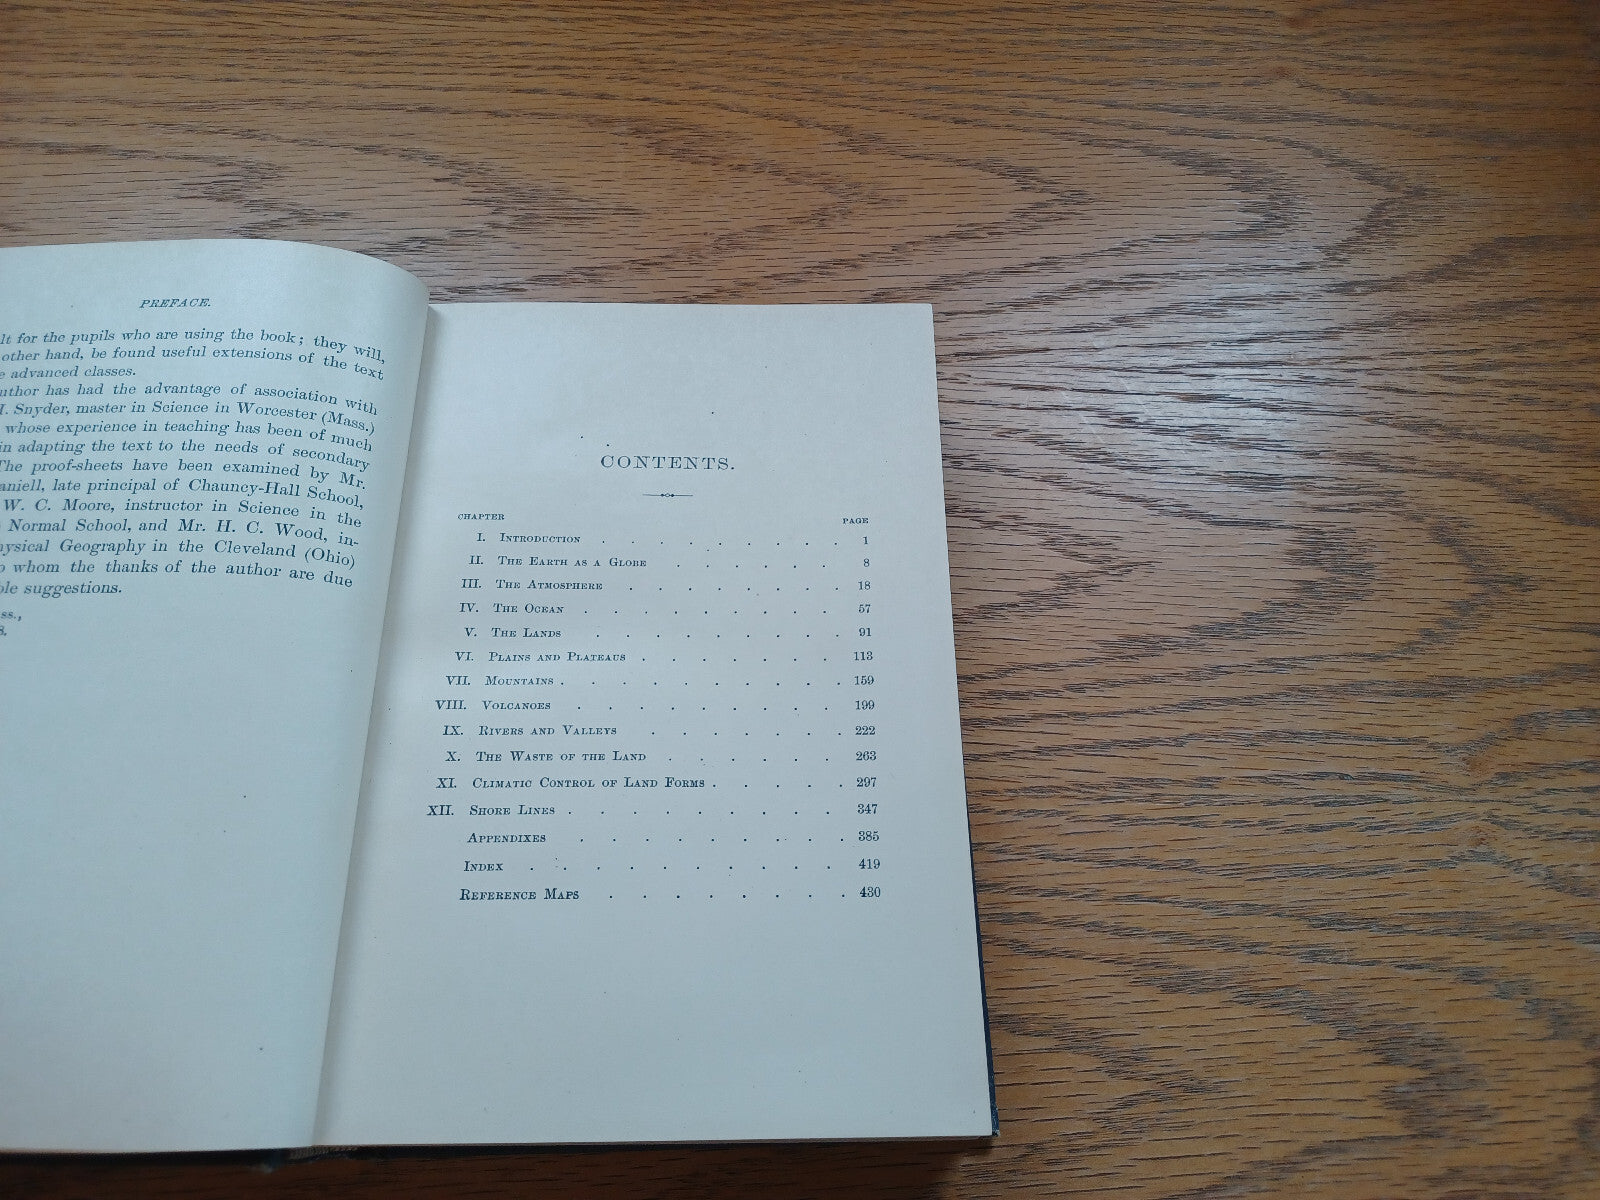 PREFACE.
for the pupils who are using the book; they will,
other hand, be found useful extensions of the text
advanced classes.
has had the advantage of association with
Snyder, master in Science in Worcester (Mass.)
whose experience in teaching has been of much
in adapting the text to the needs of secondary
The proof-sheets have been examined by Mr.
late principal of Chauncy-Hall School,
W. C. Moore, instructor in Science in the
Normal School, and Mr. H. C. Wood, in-
Geography in the Cleveland (Ohio)
whom the thanks of the author are due
suggestions.
CONTENTS.
CHAPTER PAGE
I. Introduction . . . . . . . . . 1
II. The Earth as a Globe . . . . . . 8
III. The Atmosphere . . . . . . . . 18
IV. The Ocean . . . . . . . . . 57
V. The Lands . . . . . . . . . 91
VI. Plains and Plateaus . . . . . . . 113
VII. Mountains . . . . . . . . . . 159
VIII. Volcanoes . . . . . . . . . 199
IX. Rivers and Valleys . . . . . . . 222
X. The Waste of the Land . . . . . . 263
XI. Climatic Control of Land Forms . . . . . 297
XII. Shore Lines . . . . . . . . . 347
Appendixes . . . . . . . . . 385
Index . . . . . . . . . . 419
Reference Maps . . . . . . . . 430